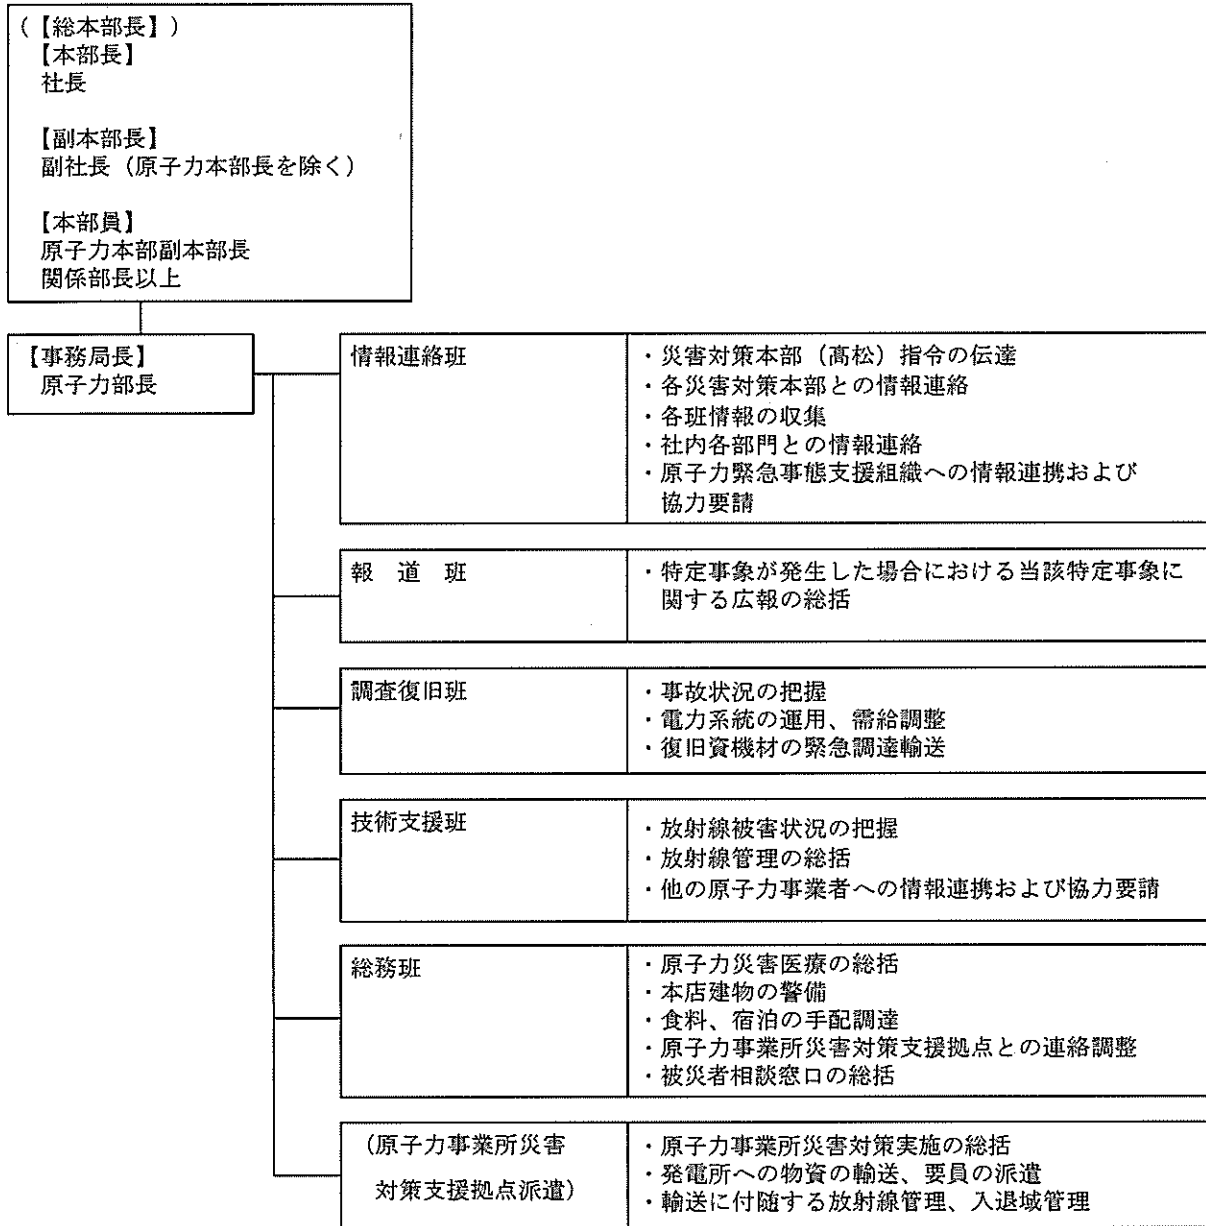 (【総本部長】)
【本部長】
社長
【副本部長】
副社長（原子力本部長を除く）
【本部員】
原子力本部副本部長
関係部長以上
【事務局長】
原子力部長
情報連絡班
・災害対策本部（髙松）指令の伝達
・各災害対策本部との情報連絡
・各班情報の収集
・社内各部門との情報連絡
・原子力緊急事態支援組織への情報連携および
協力要請
報　道　班
・特定事象が発生した場合における当該特定事象に
関する広報の総括
調査復旧班
・事故状況の把握
・電力系統の運用、需給調整
・復旧資機材の緊急調達輸送
技術支援班
・放射線被害状況の把握
・放射線管理の総括
・他の原子力事業者への情報連携および協力要請
総務班
・原子力災害医療の総括
・本店建物の警備
・食料、宿泊の手配調達
・原子力事業所災害対策支援拠点との連絡調整
・被災者相談窓口の総括
(原子力事業所災害
対策支援拠点派遣)
・原子力事業所災害対策実施の総括
・発電所への物資の輸送、要員の派遣
・輸送に付随する放射線管理、入退域管理